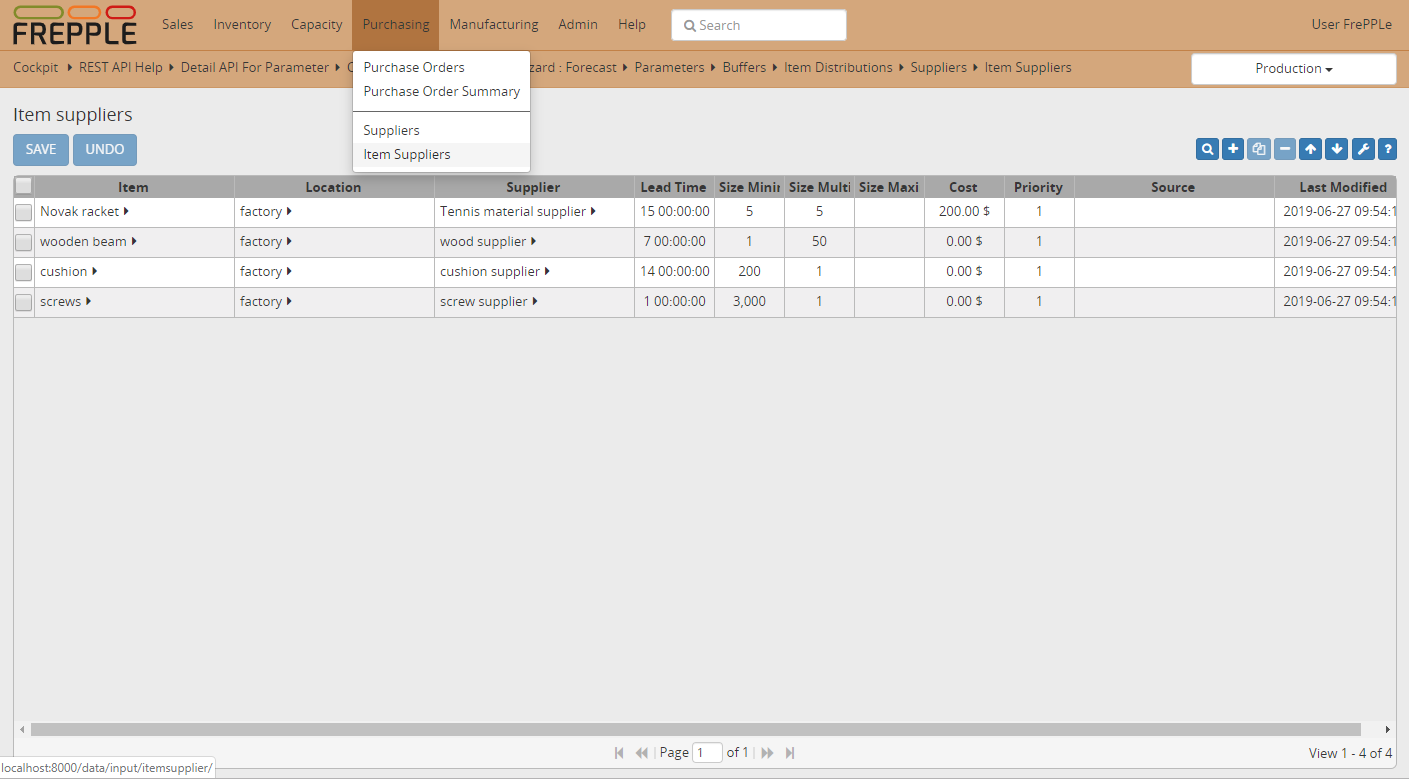 FREPPLE Sales Inventory Capacity Purchasing Manufacturing Admin Help Search User FrePPLe
Cockpit REST API Help Detail API For Parameter zard : Forecast Parameters Buffers Item Distributions Suppliers Item Suppliers Production
Purchase Orders
Purchase Order Summary
Suppliers
Item Suppliers
Item suppliers
SAVE UNDO
Item Location Supplier Lead Time Size Minir Size Multi Size Maxi Cost Priority Source Last Modified
Novak racket factory Tennis material supplier 15 00:00:00 5 5 200.00 $ 1 2019-06-27 09:54:1
wooden beam factory wood supplier 7 00:00:00 1 50 0.00 $ 1 2019-06-27 09:54:1
cushion factory cushion supplier 14 00:00:00 200 1 0.00 $ 1 2019-06-27 09:54:1
screws factory screw supplier 1 00:00:00 3,000 1 0.00 $ 1 2019-06-27 09:54:1
Page 1 of 1 View 1 - 4 of 4
localhost:8000/data/input/itemsupplier/